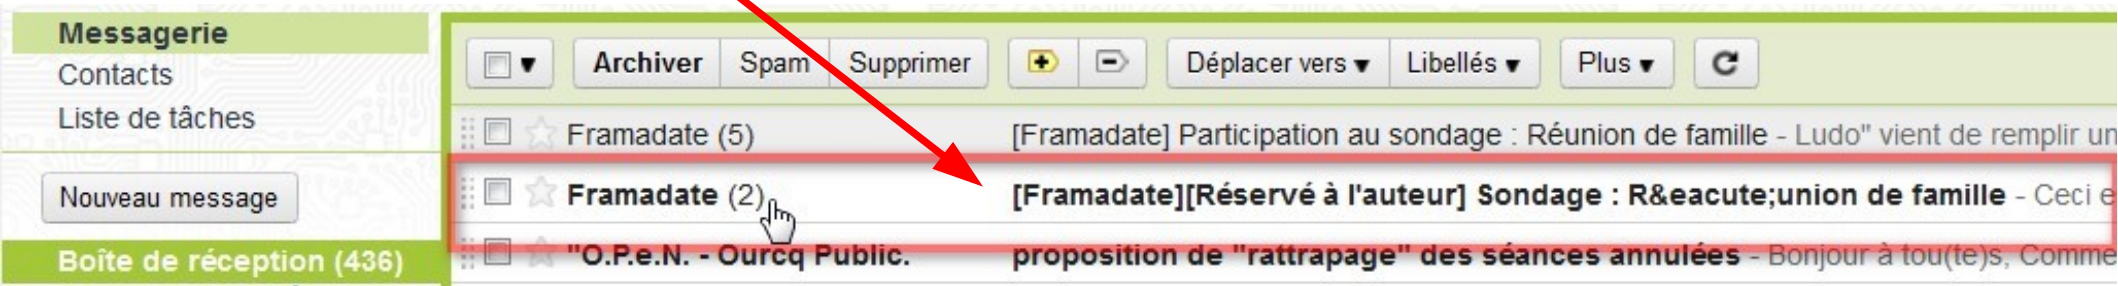 Messagerie
Contacts
Liste de tâches
Nouveau message
Boîte de réception (436)
Archiver Spam Supprimer Déplacer vers Libellés Plus
Framadate (5) [Framadate] Participation au sondage : Réunion de famille - Ludo" vient de remplir un
Framadate (2) [Framadate][Réservé à l'auteur] Sondage : R&eacute;union de famille - Ceci e
"O.P.e.N. - Ourcq Public. proposition de "rattrapage" des séances annulées - Bonjour à tou(te)s, Comme